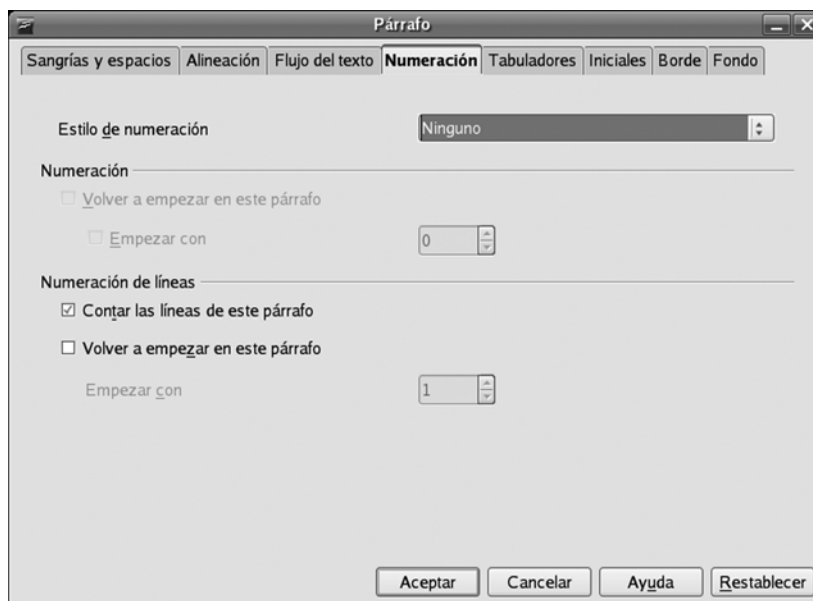 Párrafo
Sangrías y espacios Alineación Flujo del texto Numeración Tabuladores Iniciales Borde Fondo
Estilo de numeración Ninguno
Numeración
Volver a empezar en este párrafo
Empezar con 0
Numeración de líneas
Contar las líneas de este párrafo
Volver a empezar en este párrafo
Empezar con 1
Aceptar Cancelar Ayuda Restablecer